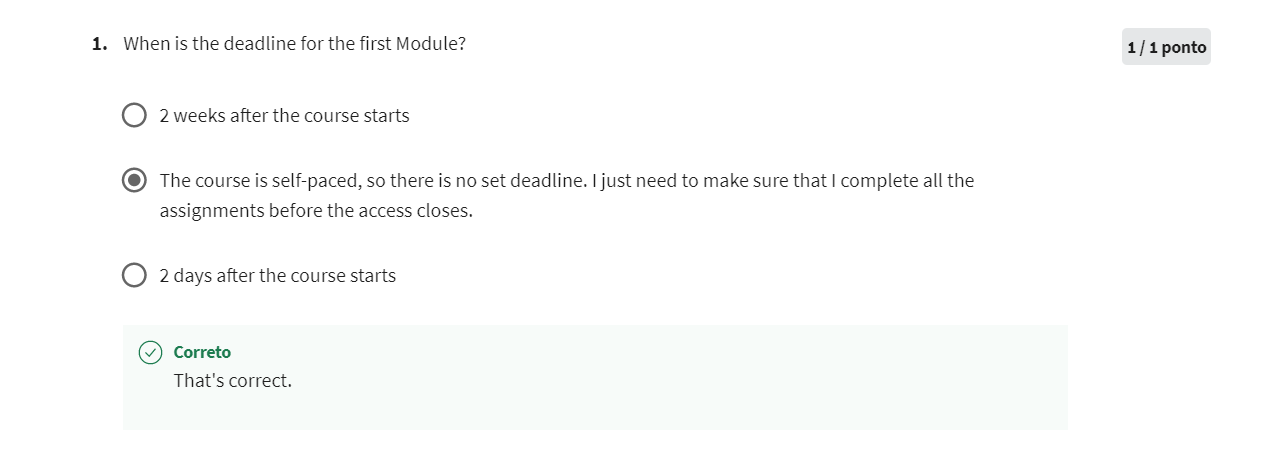 1. When is the deadline for the first Module?
1 / 1 ponto
2 weeks after the course starts
The course is self-paced, so there is no set deadline. I just need to make sure that I complete all the
assignments before the access closes.
2 days after the course starts
Correto
That's correct.